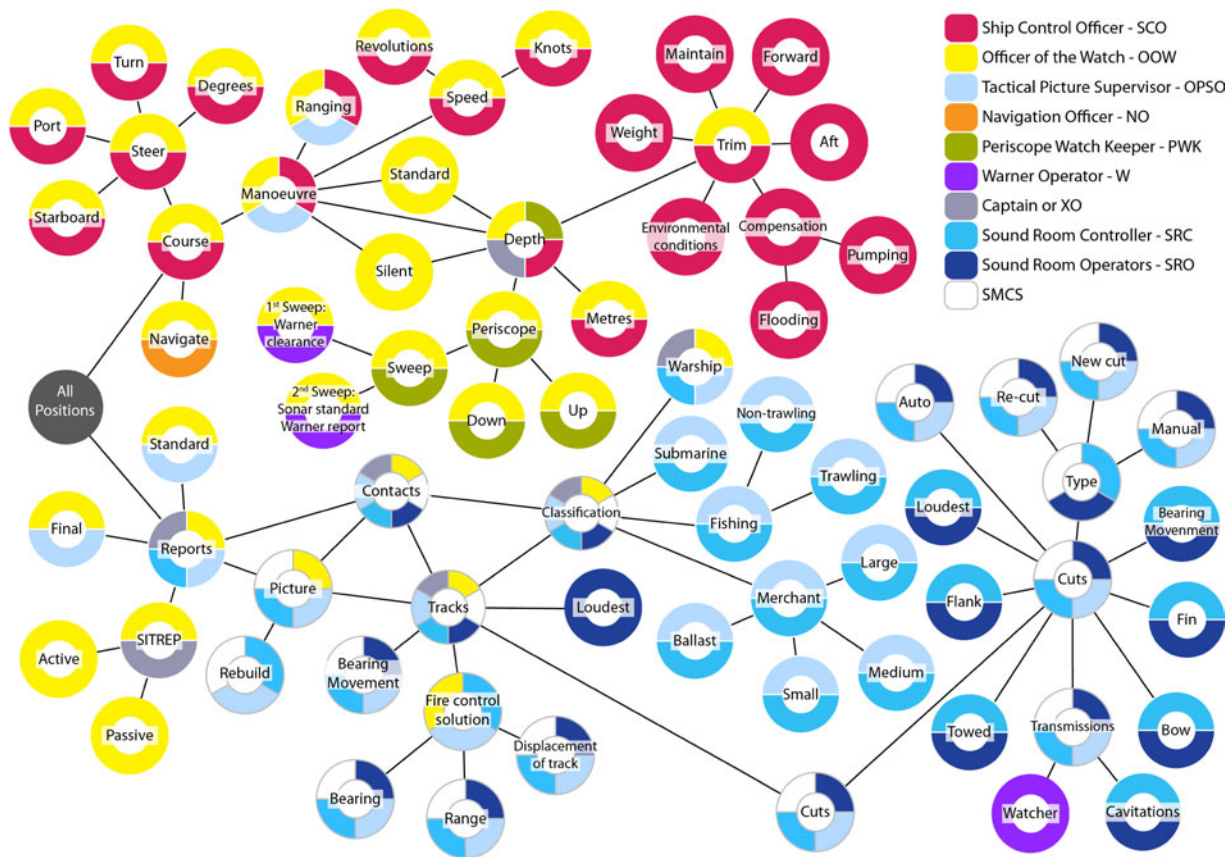 Ship Control Officer - SCO
Officer of the Watch - OOW
Tactical Picture Supervisor - OPSO
Navigation Officer - NO
Periscope Watch Keeper - PWK
Warner Operator - W
Captain or XO
Sound Room Controller - SRC
Sound Room Operators - SRO
SMCS
Turn
Degrees
Port
Steer
Starboard
Course
Navigate
All
Positions
Revolutions
Knots
Ranging
Speed
Manoeuvre
Standard
Silent
Depth
Metres
Maintain
Forward
Weight
Trim
Aft
Environmental
conditions
Compensation
Pumping
Flooding
1st Sweep:
Warner
clearance
Periscope
Sweep
2nd Sweep:
Sonar standard
Warner report
Down
Up
Standard
Final
Reports
SITREP
Active
Passive
Contacts
Picture
Rebuild
Tracks
Loudest
Bearing
Movement
Fire control
solution
Displacement
of track
Bearing
Range
Classification
Warship
Submarine
Non-trawling
Trawling
Fishing
Merchant
Large
Medium
Small
Ballast
Cuts
Auto
Re-cut
New cut
Manual
Type
Loudest
Bearing
Movenment
Cuts
Flank
Fin
Towed
Transmissions
Bow
Watcher
Cavitations